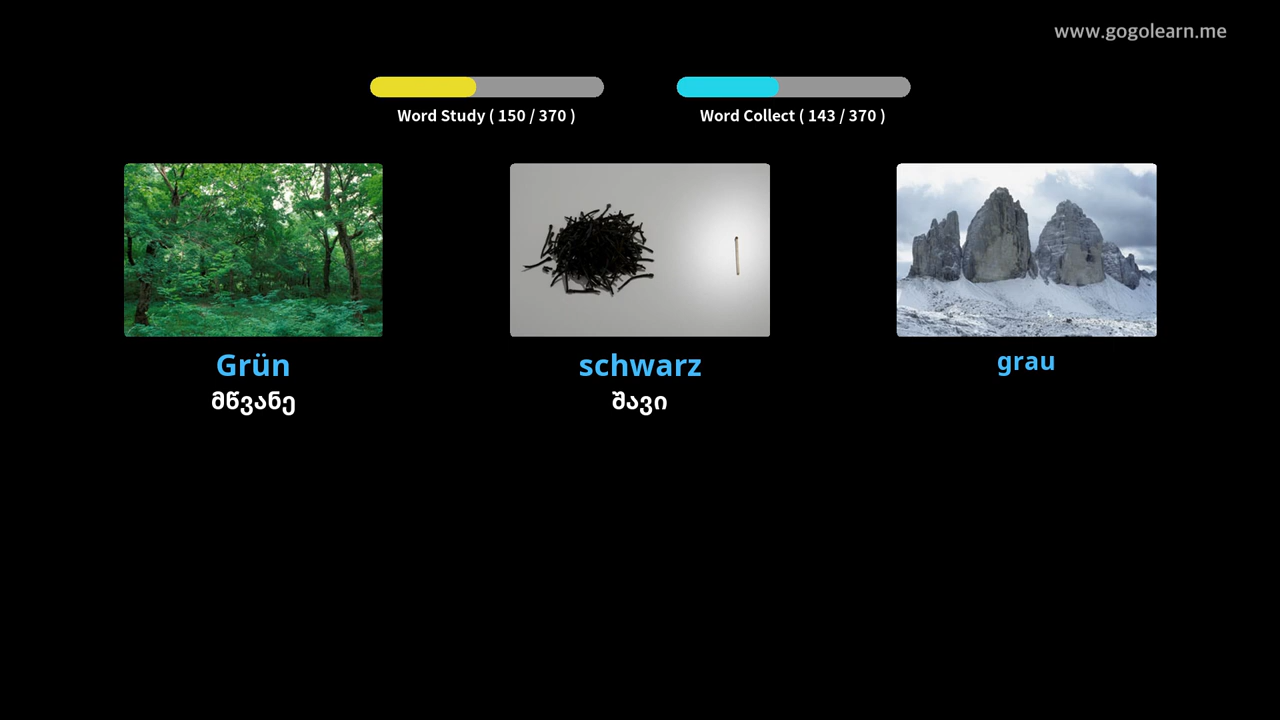 www.gogolearn.me
Word Study ( 150 / 370 )
Word Collect ( 143 / 370 )
Grün
schwarz
grau
მწვანე
შავი